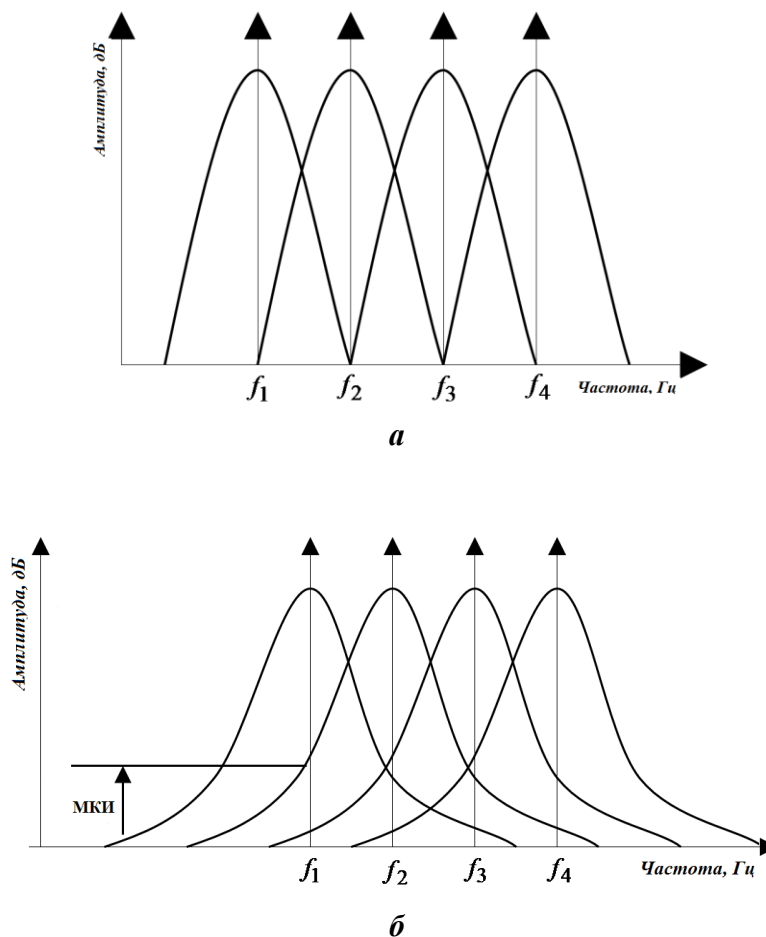 Амплитуда, дБ
f1 f2 f3 f4 Частота, Гц
а
Амплитуда, дБ
МКИ
f1 f2 f3 f4 Частота, Гц
б